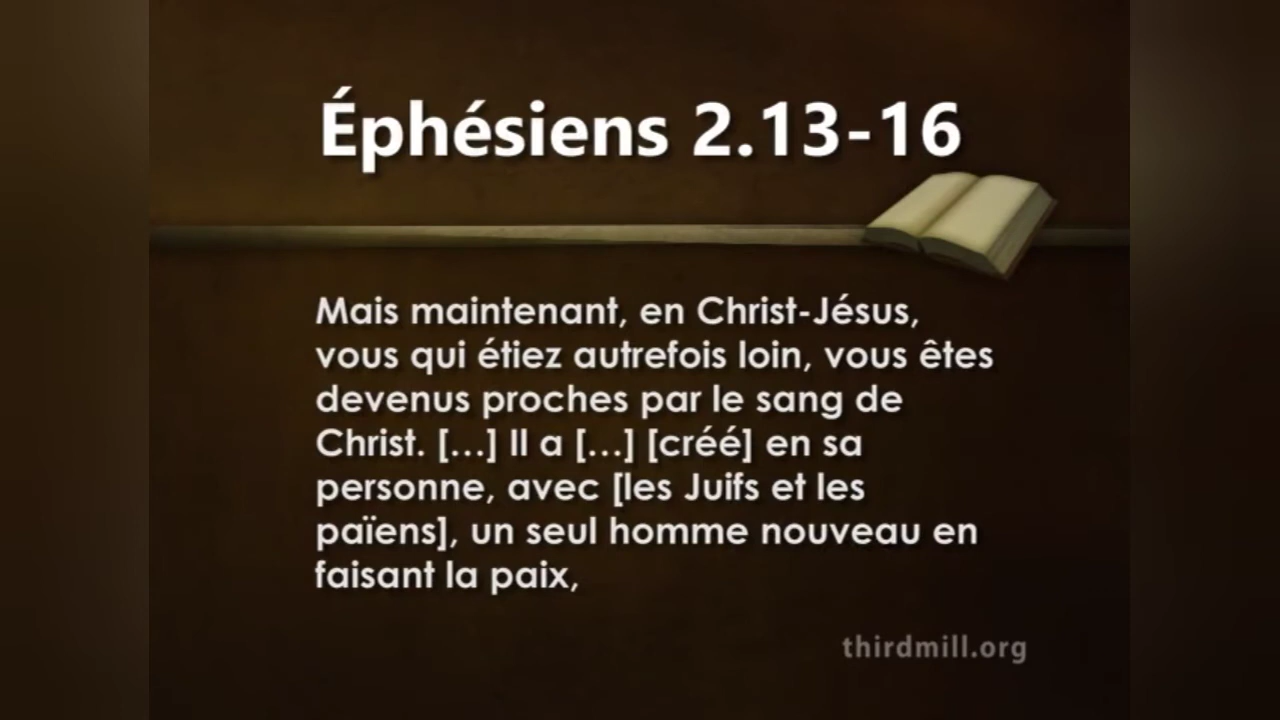 Éphésiens 2.13-16
Mais maintenant, en Christ-Jésus,
vous qui étiez autrefois loin, vous êtes
devenus proches par le sang de
Christ. […] Il a […] [créé] en sa
personne, avec [les Juifs et les
païens], un seul homme nouveau en
faisant la paix,
thirdmill.org